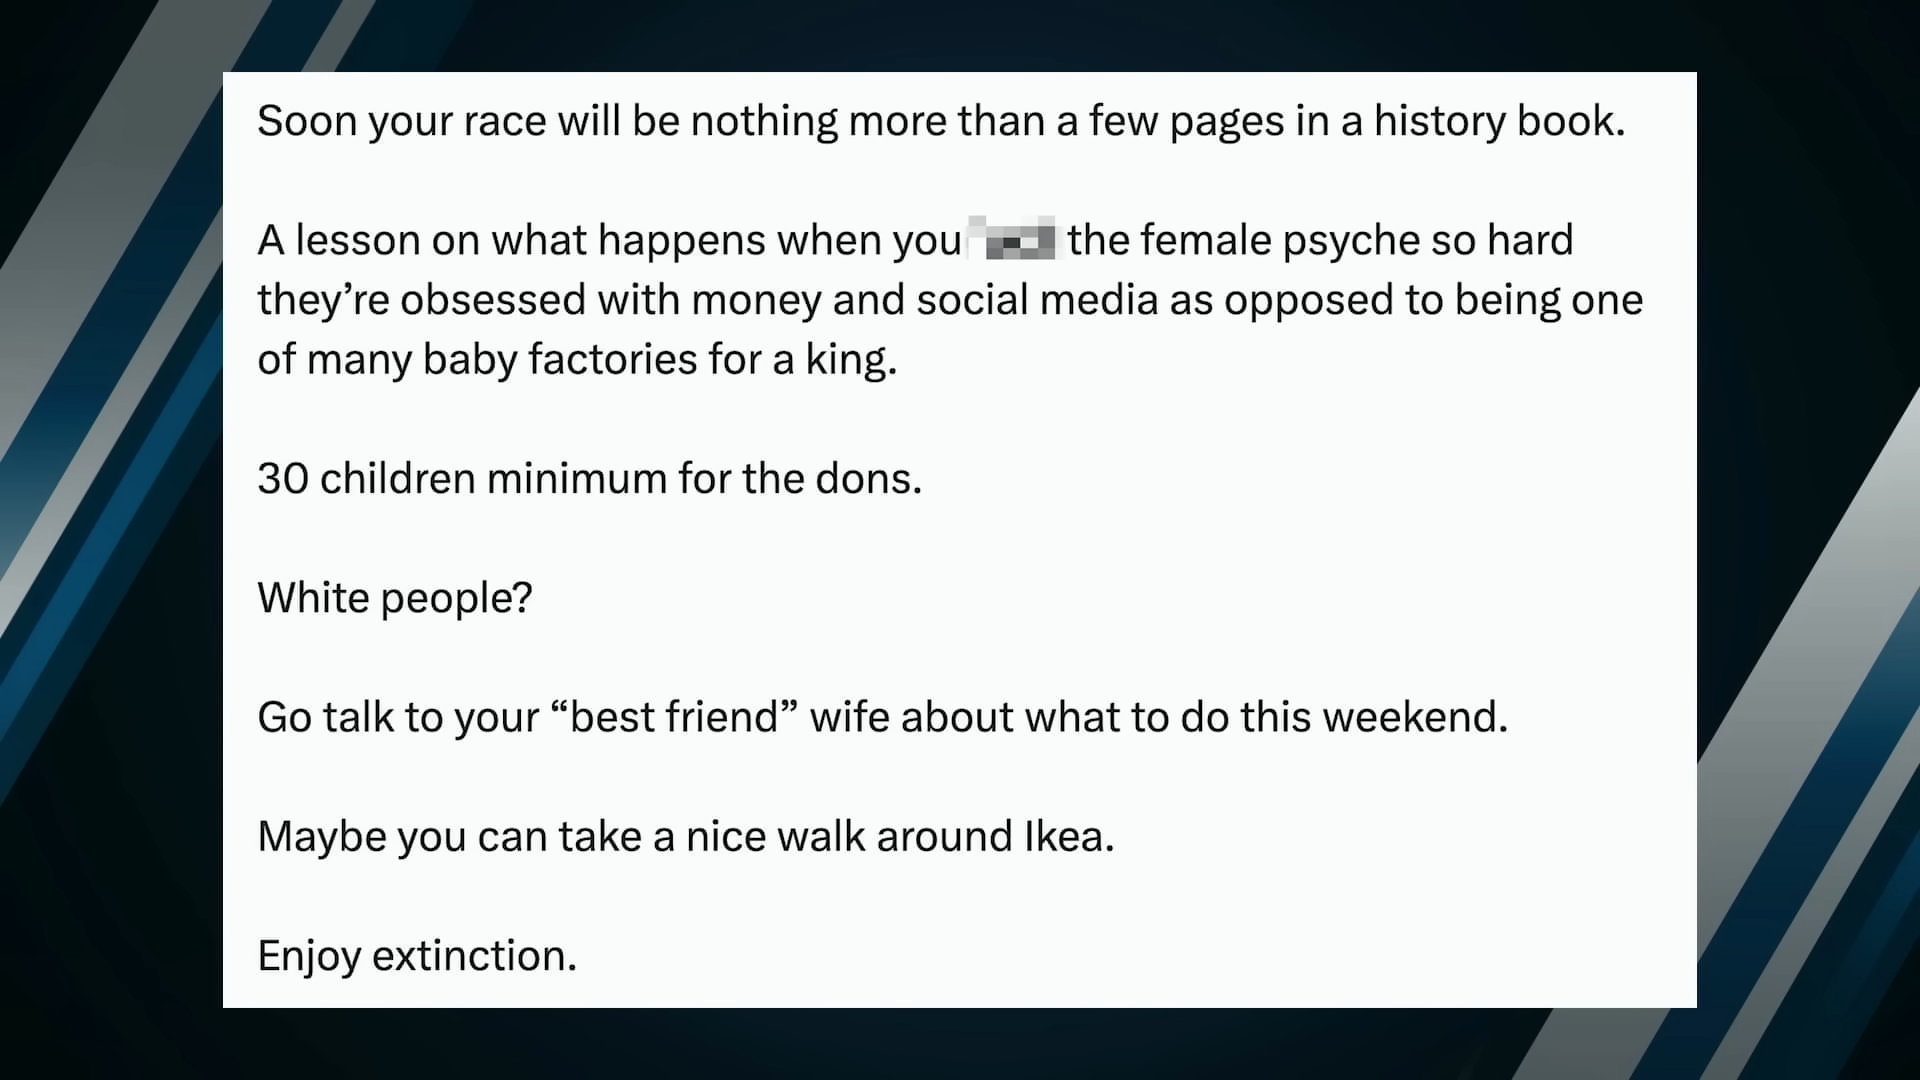 Soon your race will be nothing more than a few pages in a history book.
A lesson on what happens when you the female psyche so hard
they’re obsessed with money and social media as opposed to being one
of many baby factories for a king.
30 children minimum for the dons.
White people?
Go talk to your “best friend” wife about what to do this weekend.
Maybe you can take a nice walk around Ikea.
Enjoy extinction.